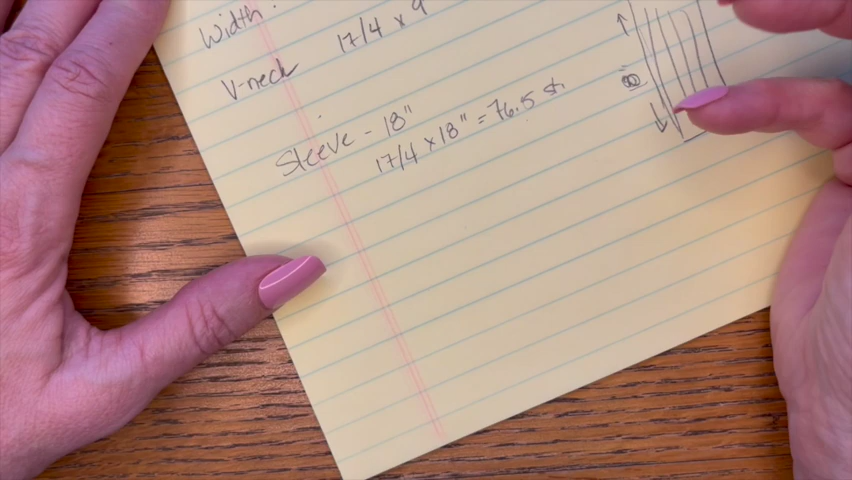 Width:
V-neck 17/4 x 9
Sleeve - 18"
17/4 x 18" = 76.5 st